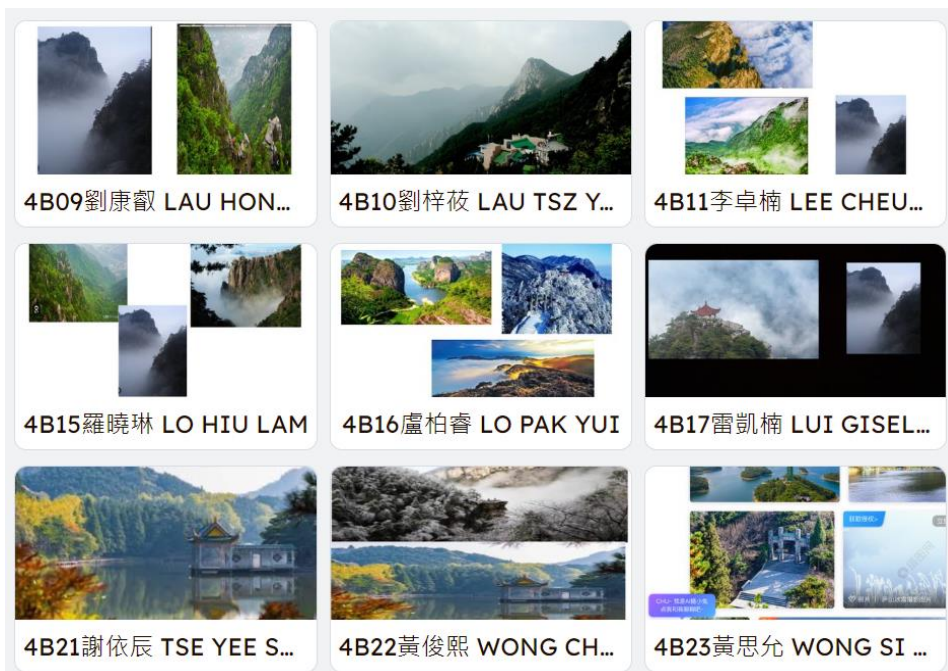 4B09劉康叡 LAU HON...
4B10劉梓莜 LAU TSZ Y...
4B11李卓楠 LEE CHEU...
4B15羅曉琳 LO HIU LAM
4B16盧柏睿 LO PAK YUI
4B17雷凱楠 LUI GISEL...
4B21謝依辰 TSE YEE S...
4B22黃俊熙 WONG CH...
4B23黃思允 WONG SI ...